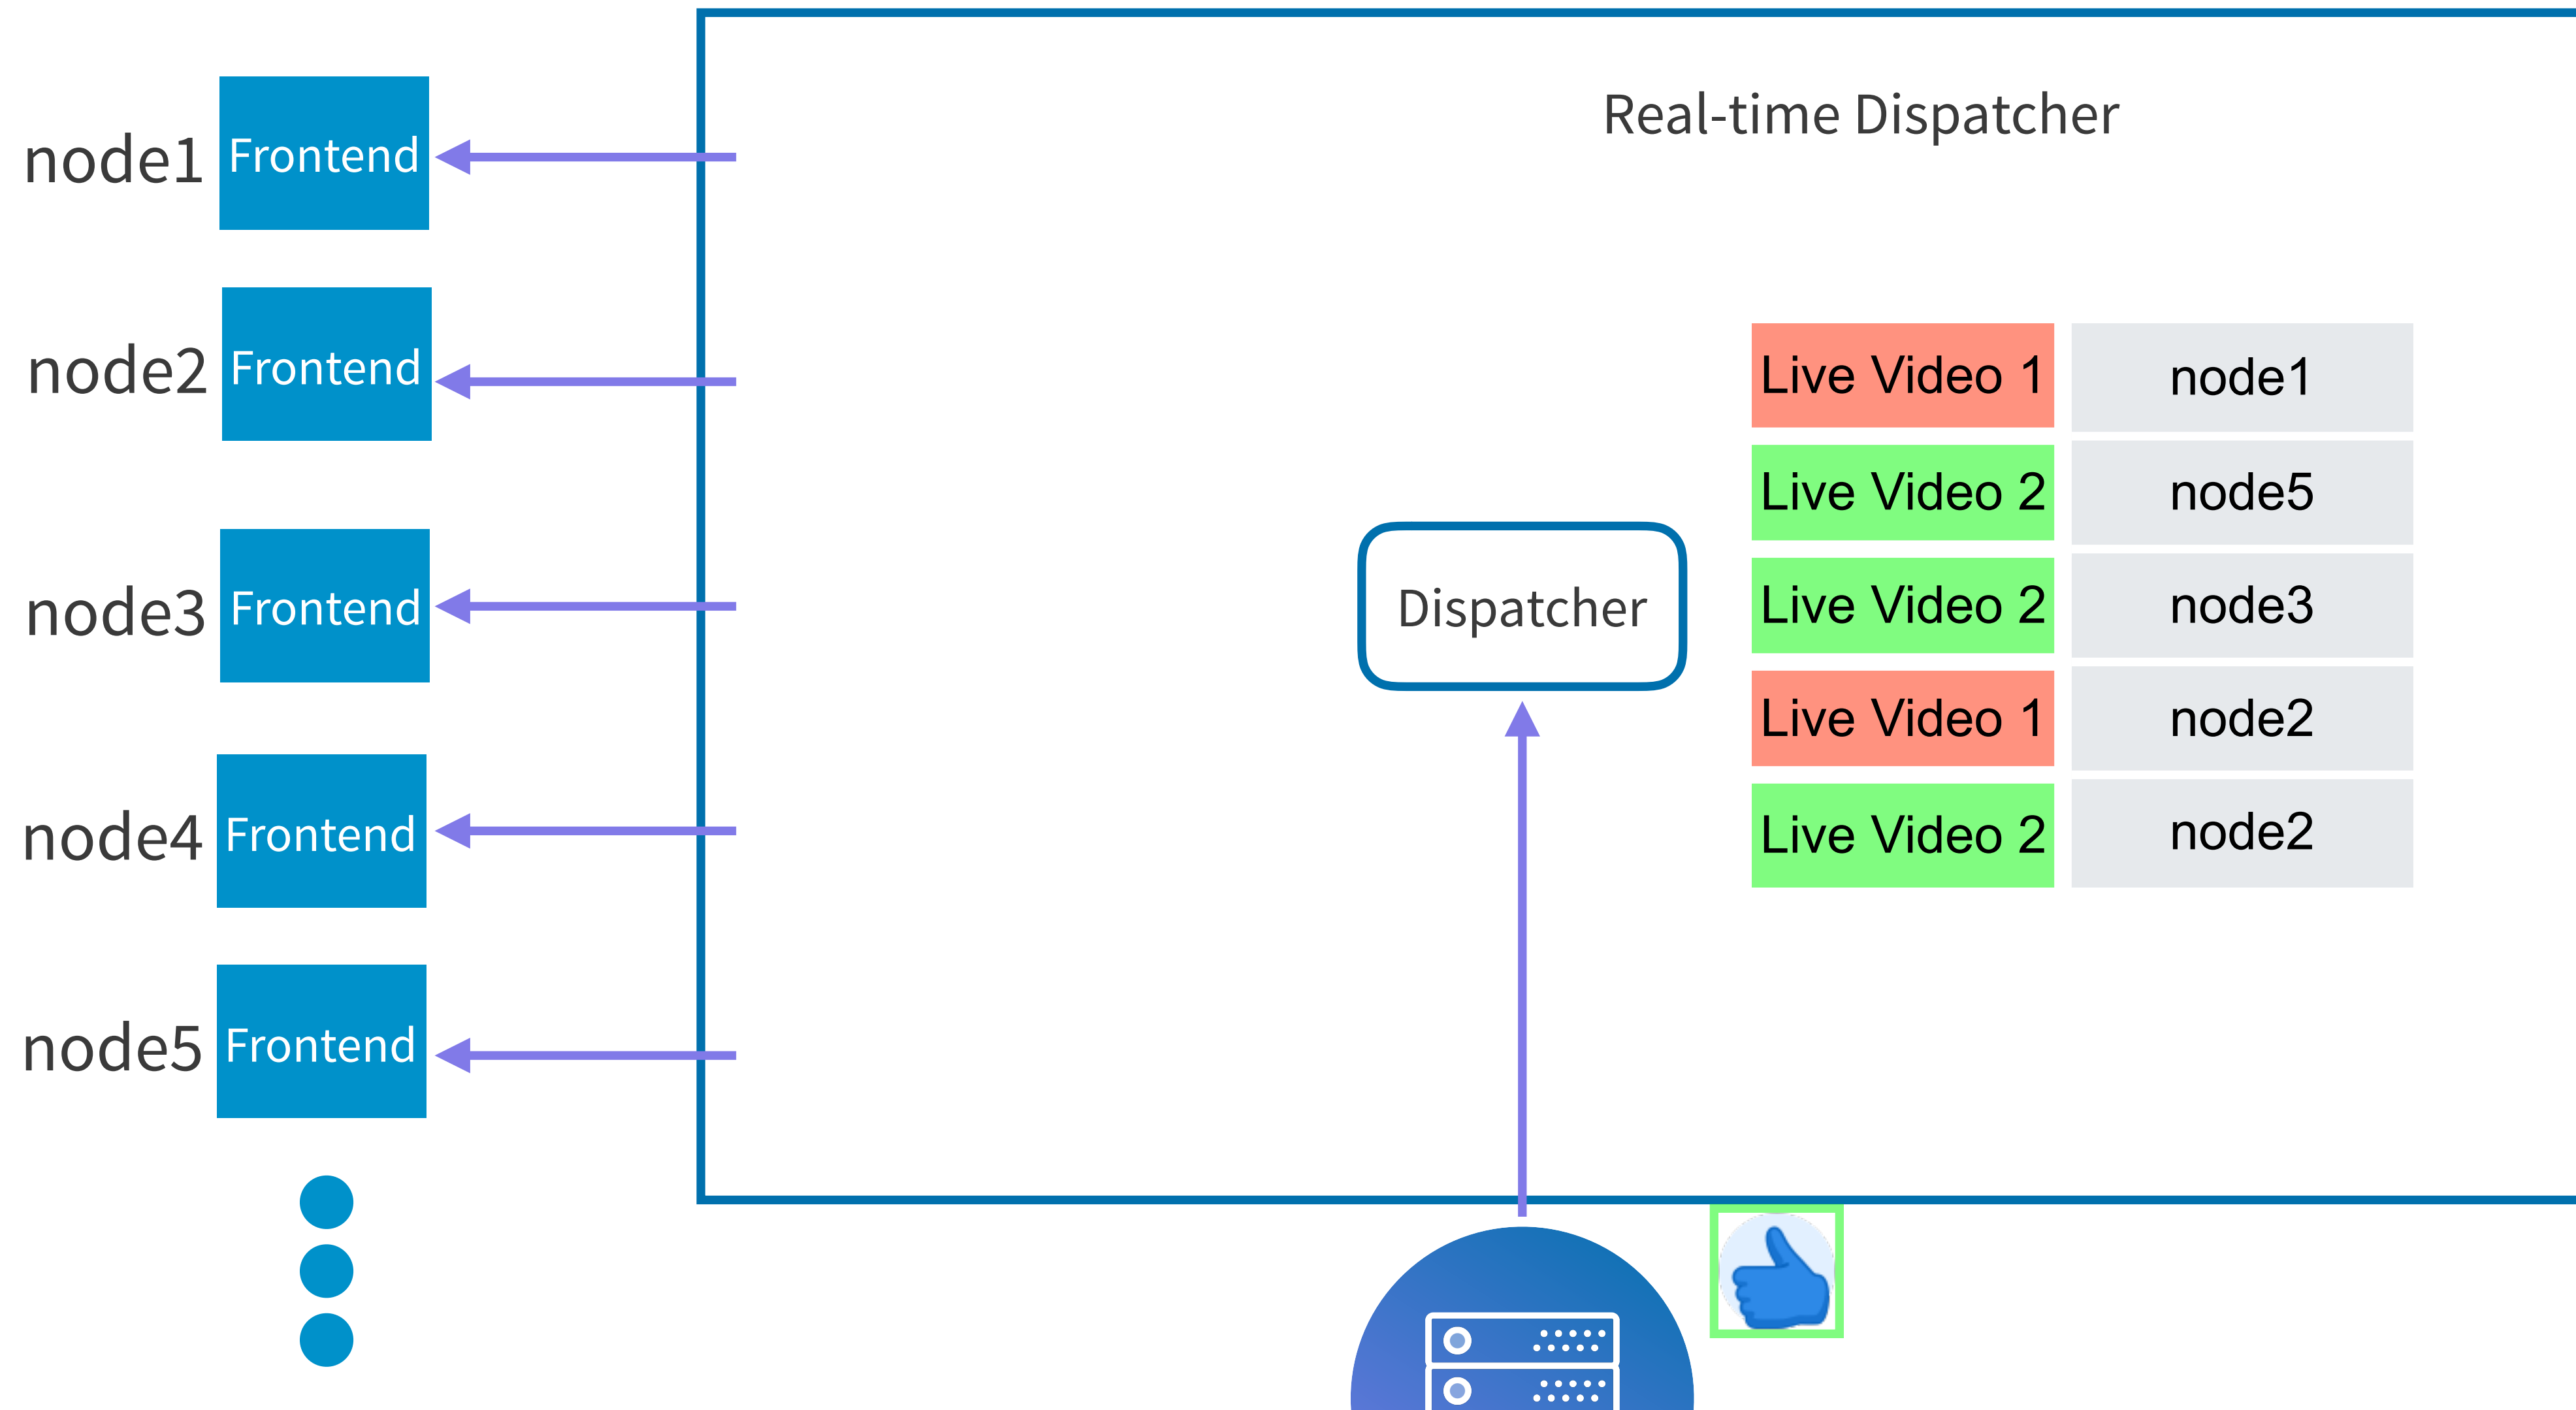 Real-time Dispatcher
node1 Frontend
node2 Frontend
node3 Frontend
node4 Frontend
node5 Frontend
Dispatcher
Live Video 1 node1
Live Video 2 node5
Live Video 2 node3
Live Video 1 node2
Live Video 2 node2